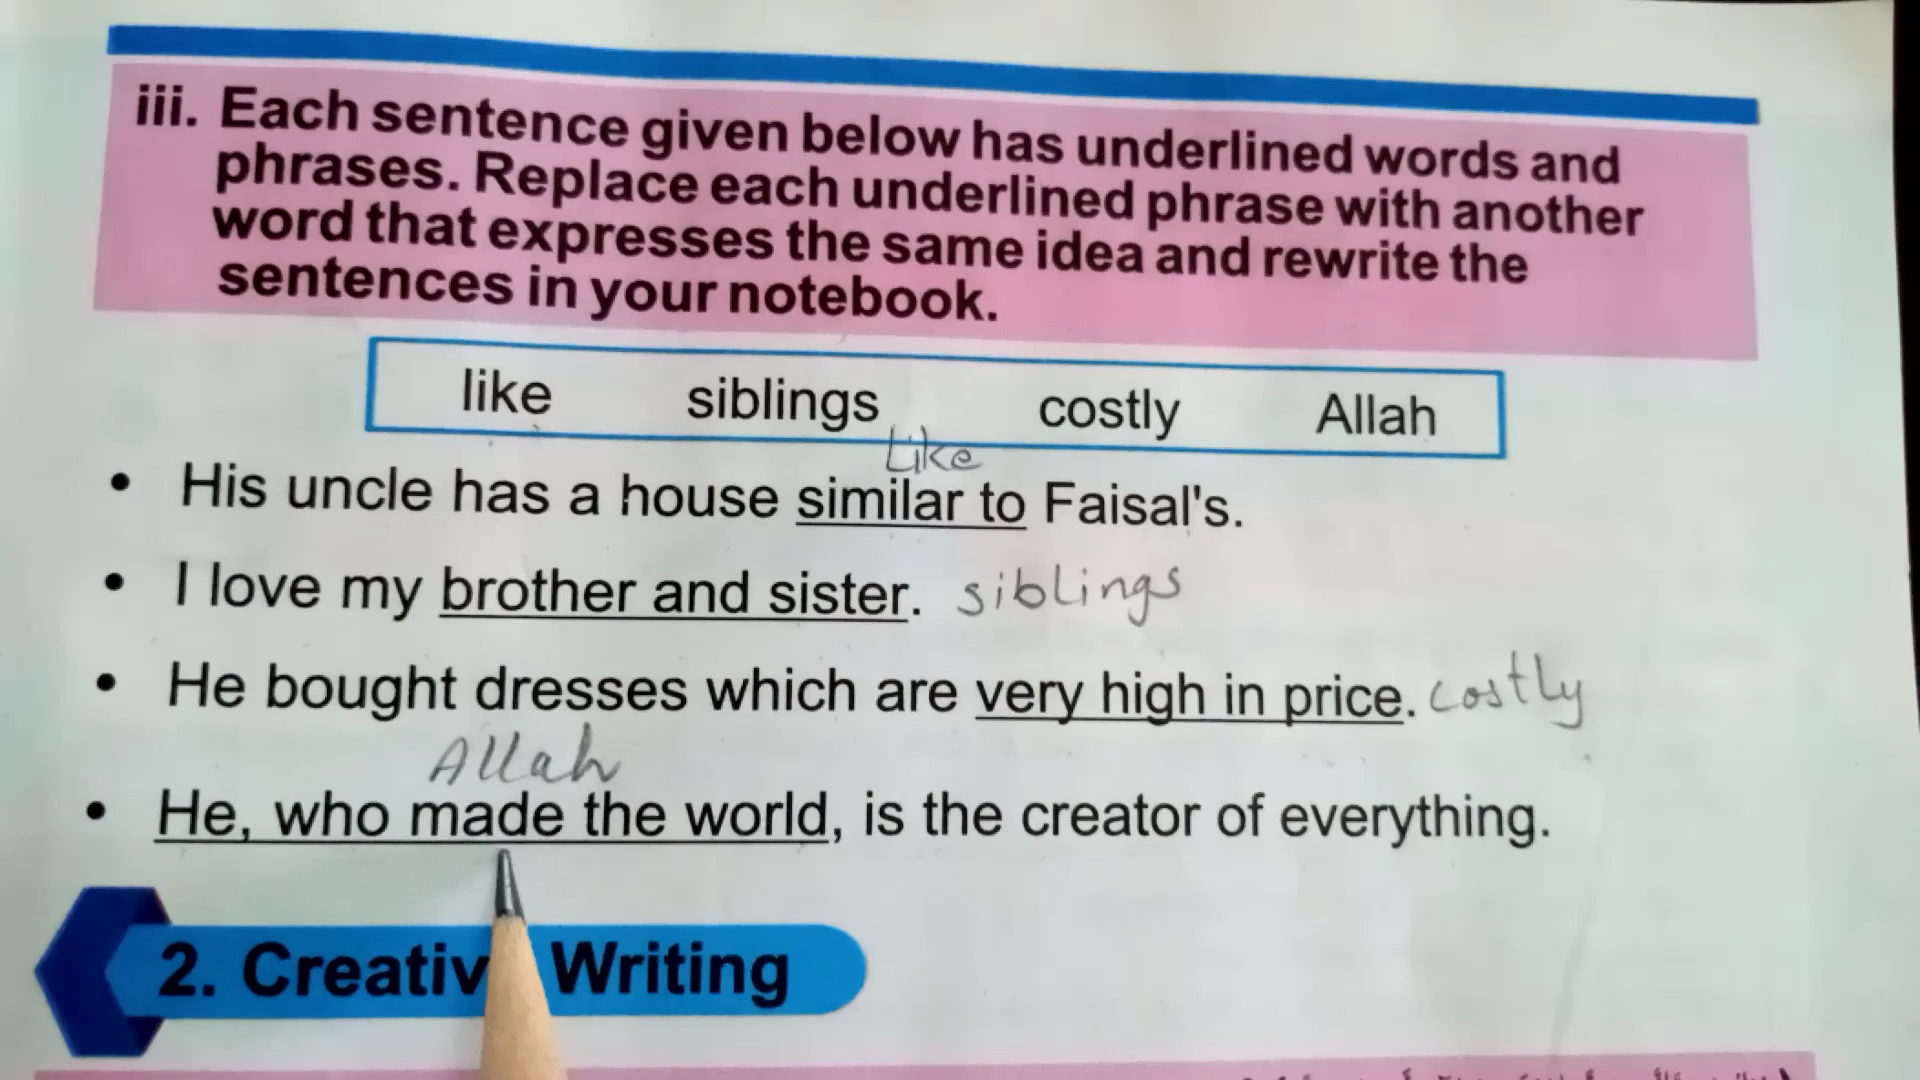 iii. Each sentence given below has underlined words and
phrases. Replace each underlined phrase with another
word that expresses the same idea and rewrite the
sentences in your notebook.
like siblings costly Allah
Like
• His uncle has a house similar to Faisal's.
• I love my brother and sister. siblings
• He bought dresses which are very high in price. costly
Allah
• He, who made the world, is the creator of everything.
2. Creativ Writing